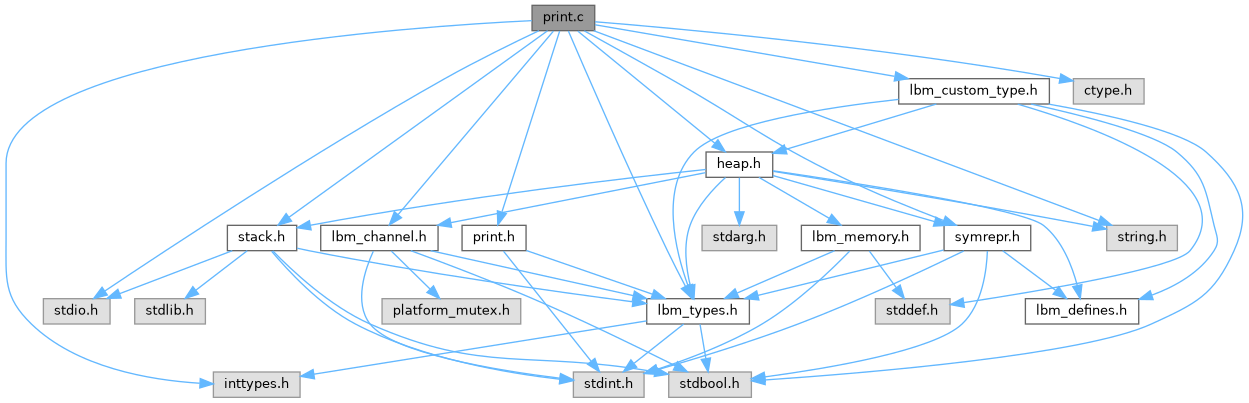 print.c
lbm_custom_type.h
ctype.h
heap.h
stack.h
lbm_channel.h
print.h
stdarg.h
lbm_memory.h
symrepr.h
string.h
stdio.h
stdlib.h
platform_mutex.h
lbm_types.h
stddef.h
lbm_defines.h
inttypes.h
stdint.h
stdbool.h